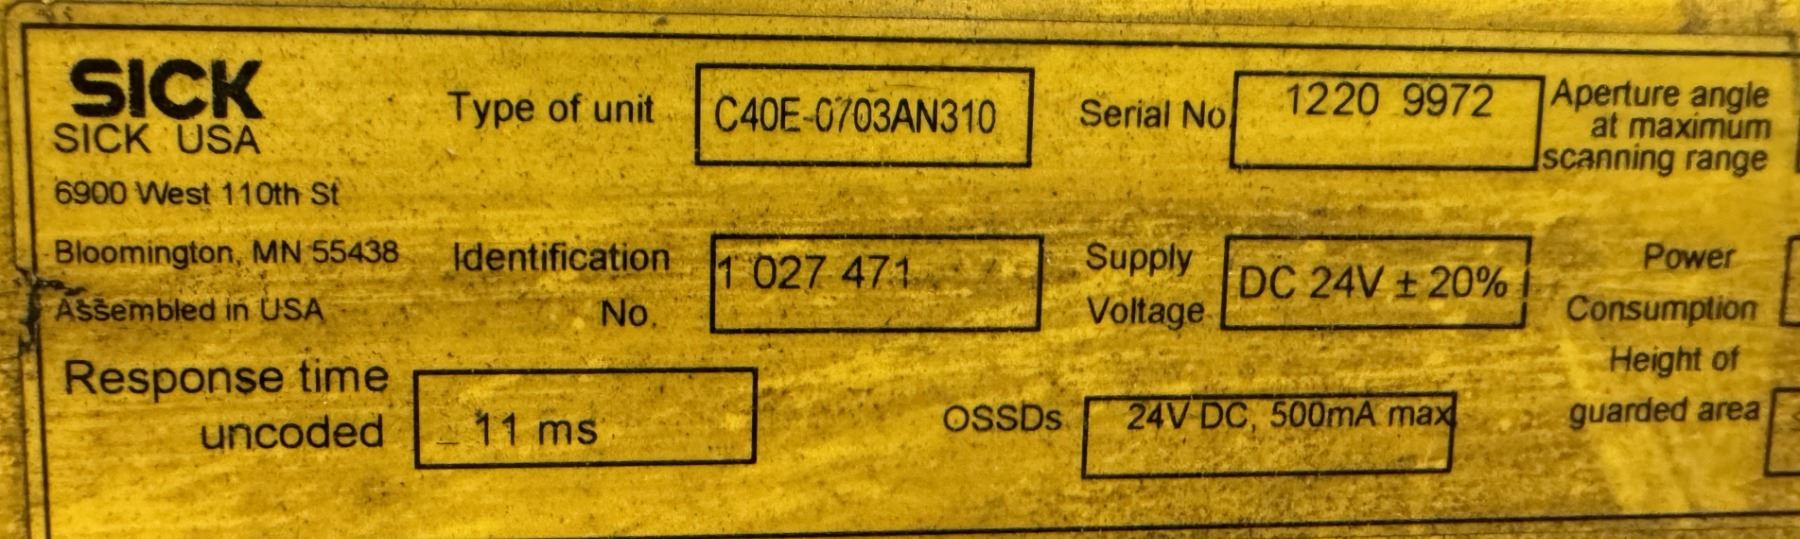 SICK
SICK USA
6900 West 110th St
Bloomington, MN 55438
Assembled in USA
Type of unit C40E-0703AN310
Serial No. 1220 9972
Aperture angle
at maximum
scanning range
Identification
No. 1 027 471
Supply
Voltage DC 24V ± 20%
Power
Consumption
Response time
uncoded 11 ms
OSSDs 24V DC, 500mA max
Height of
guarded area